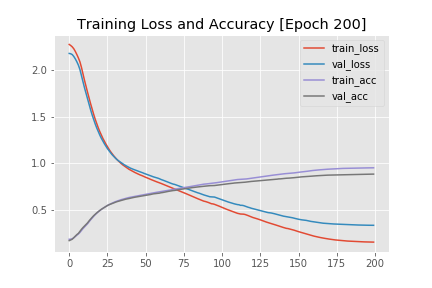 Training Loss and Accuracy [Epoch 200]
train_loss
val_loss
train_acc
val_acc
2.0
1.5
1.0
0.5
0 25 50 75 100 125 150 175 200